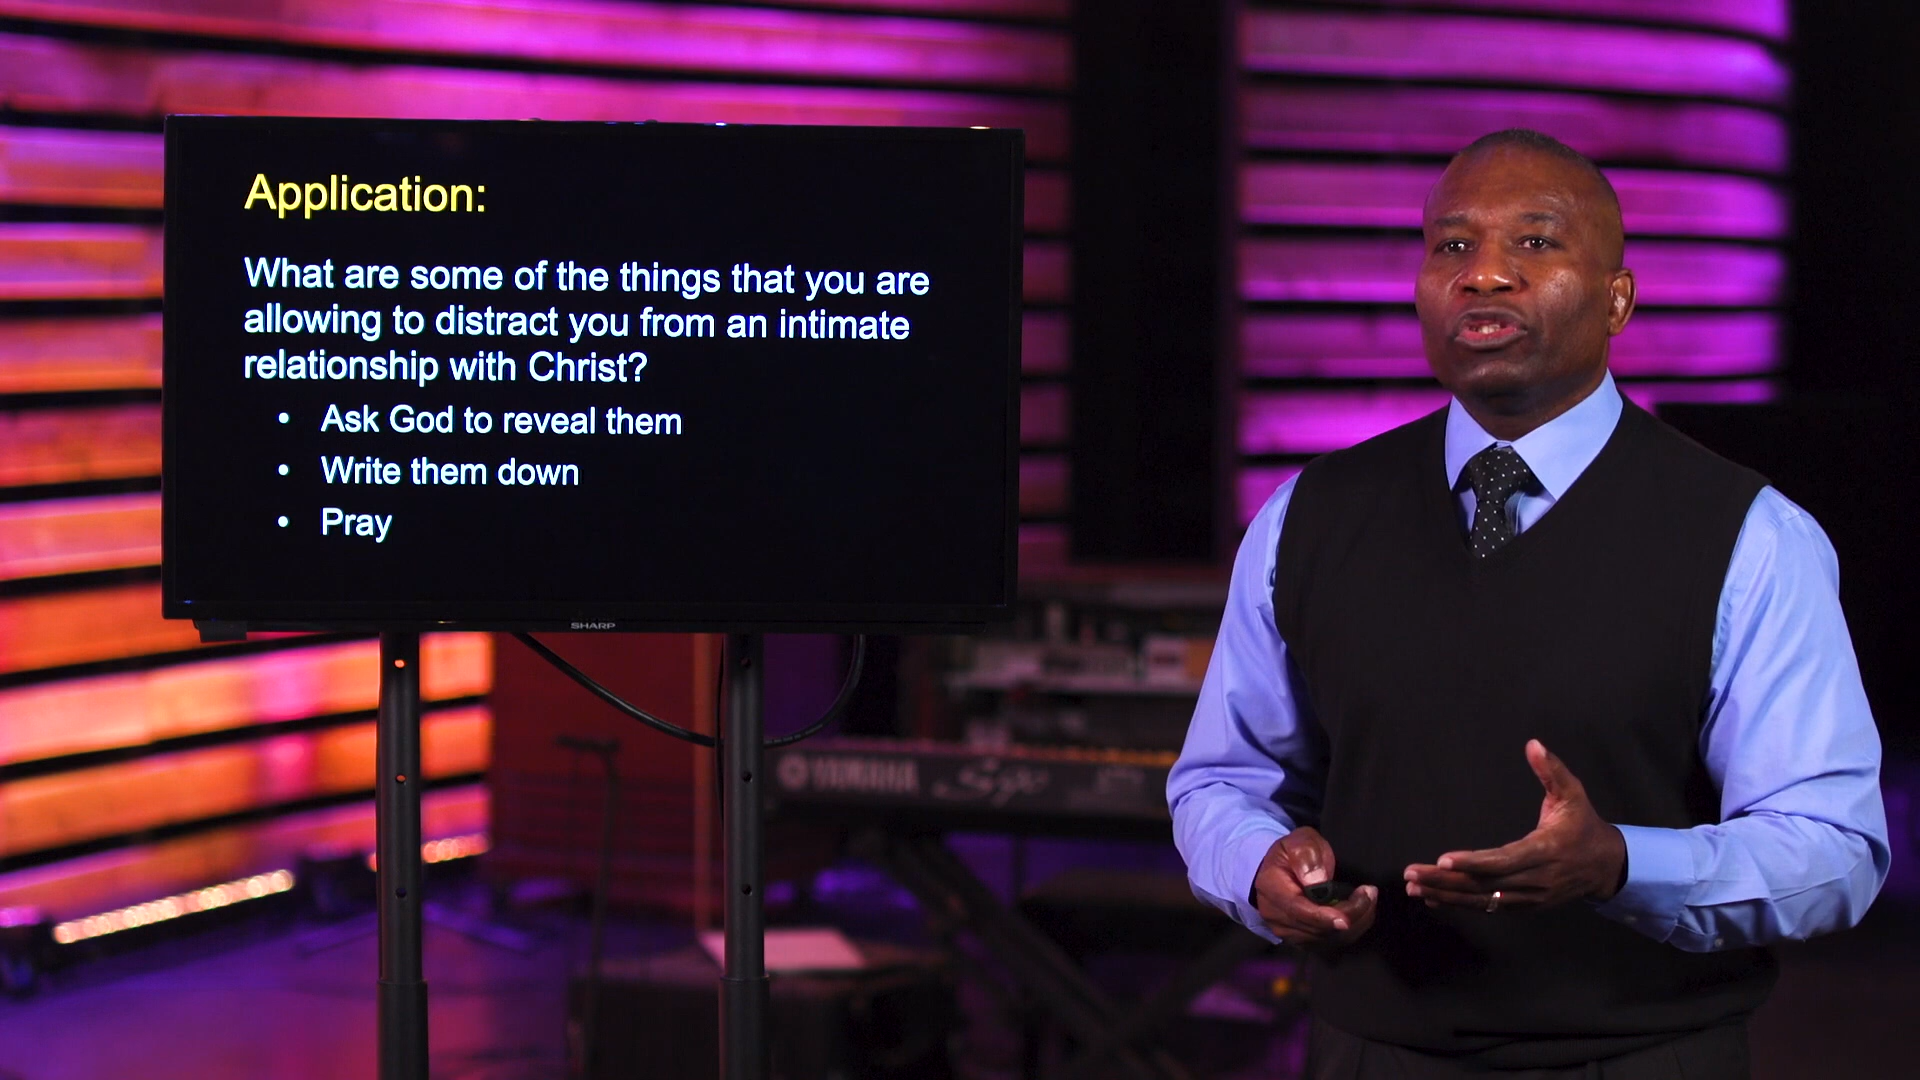 Application:
What are some of the things that you are
allowing to distract you from an intimate
relationship with Christ?
• Ask God to reveal them
• Write them down
• Pray
SHARP
YAMAHA
S90